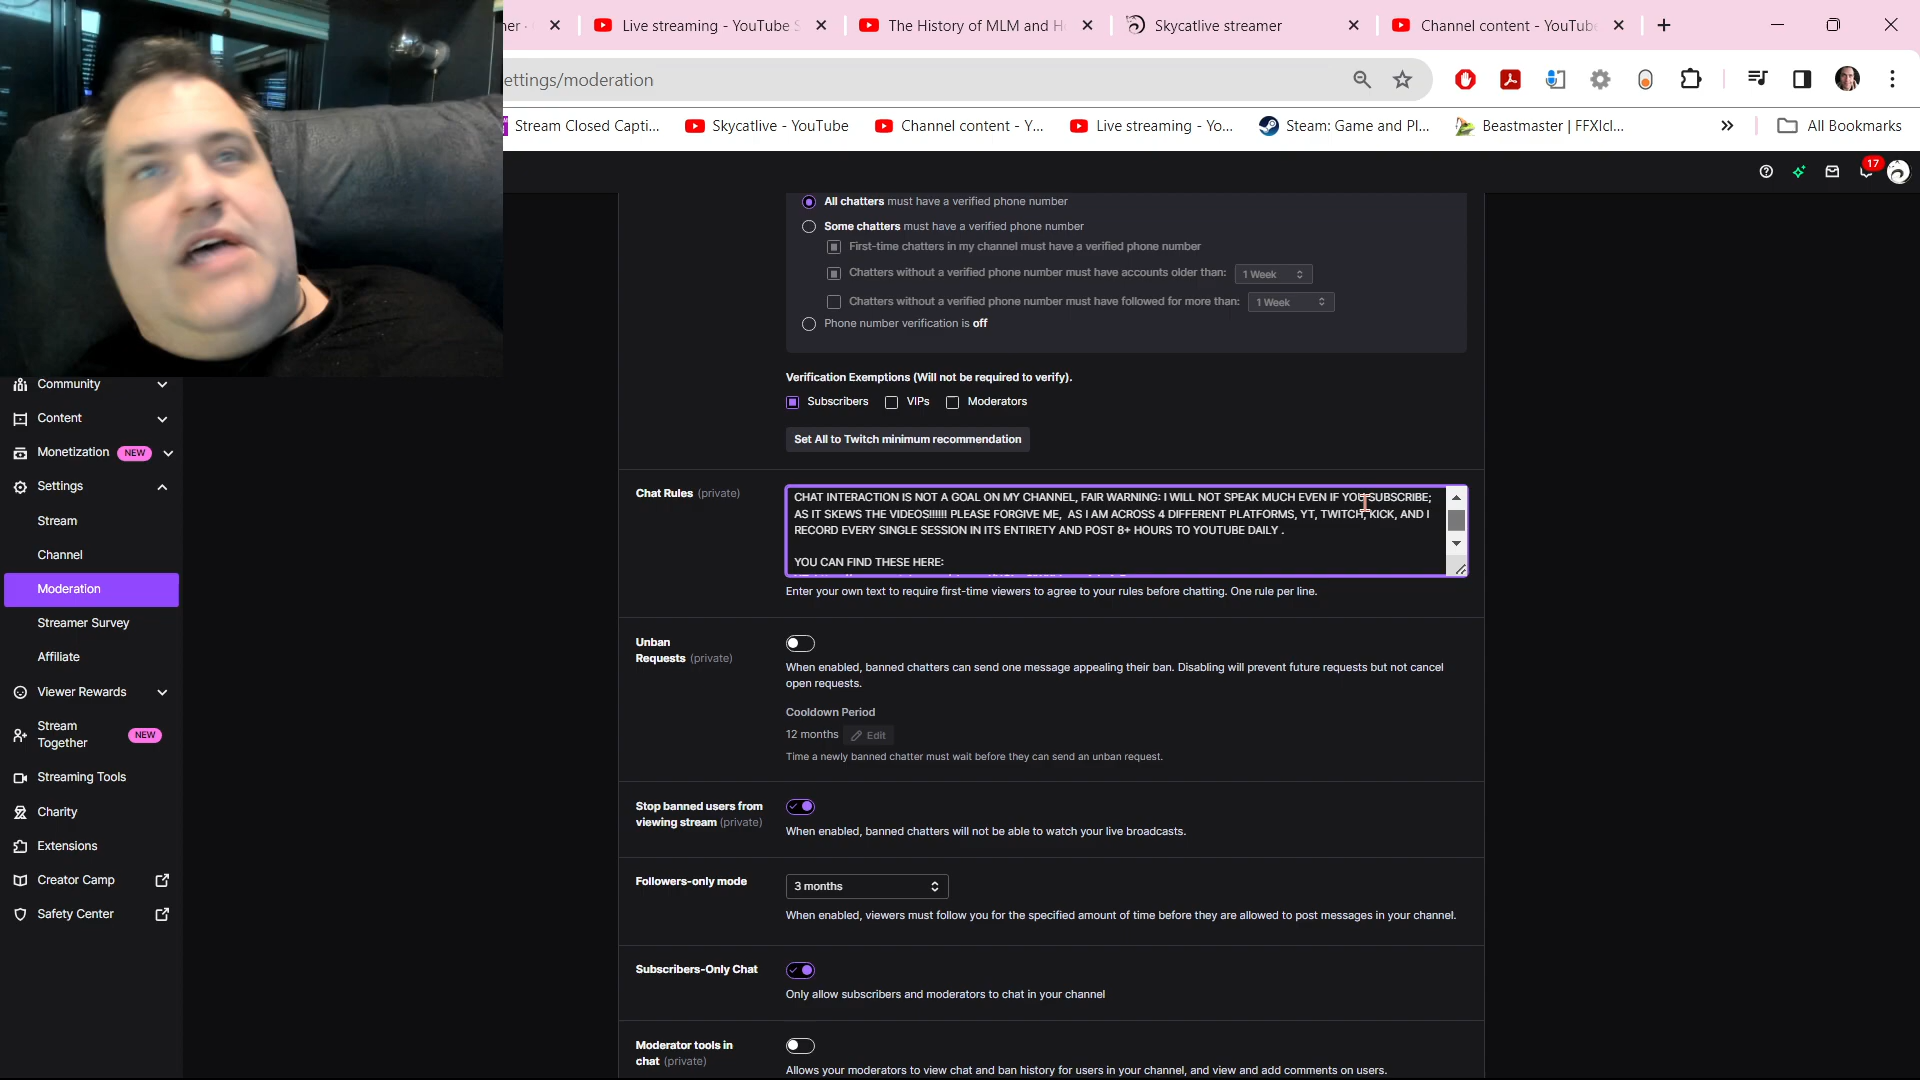 Live streaming - YouTube S
The History of MLM and H
Skycatlive streamer
Channel content - YouTube
ettings/moderation
Stream Closed Capti...
Skycatlive - YouTube
Channel content - Y...
Live streaming - Yo...
Steam: Game and Pl...
Beastmaster | FFXIcl...
All Bookmarks
17
All chatters must have a verified phone number
Some chatters must have a verified phone number
First-time chatters in my channel must have a verified phone number
Chatters without a verified phone number must have accounts older than: 1 Week
Chatters without a verified phone number must have followed for more than: 1 Week
Phone number verification is off
Verification Exemptions (Will not be required to verify).
Subscribers VIPs Moderators
Set All to Twitch minimum recommendation
Community
Content
Monetization NEW
Settings
Stream
Channel
Moderation
Streamer Survey
Affiliate
Viewer Rewards
Stream
Together NEW
Streaming Tools
Charity
Extensions
Creator Camp
Safety Center
Chat Rules (private)
CHAT INTERACTION IS NOT A GOAL ON MY CHANNEL, FAIR WARNING: I WILL NOT SPEAK MUCH EVEN IF YOU SUBSCRIBE;
AS IT SKEWS THE VIDEOS!!!!!! PLEASE FORGIVE ME, AS I AM ACROSS 4 DIFFERENT PLATFORMS, YT, TWITCH, KICK, AND I
RECORD EVERY SINGLE SESSION IN ITS ENTIRETY AND POST 8+ HOURS TO YOUTUBE DAILY .
YOU CAN FIND THESE HERE:
Enter your own text to require first-time viewers to agree to your rules before chatting. One rule per line.
Unban
Requests (private)
When enabled, banned chatters can send one message appealing their ban. Disabling will prevent future requests but not cancel
open requests.
Cooldown Period
12 months Edit
Time a newly banned chatter must wait before they can send an unban request.
Stop banned users from
viewing stream (private)
When enabled, banned chatters will not be able to watch your live broadcasts.
Followers-only mode
3 months
When enabled, viewers must follow you for the specified amount of time before they are allowed to post messages in your channel.
Subscribers-Only Chat
Only allow subscribers and moderators to chat in your channel
Moderator tools in
chat (private)
Allows your moderators to view chat and ban history for users in your channel, and view and add comments on users.